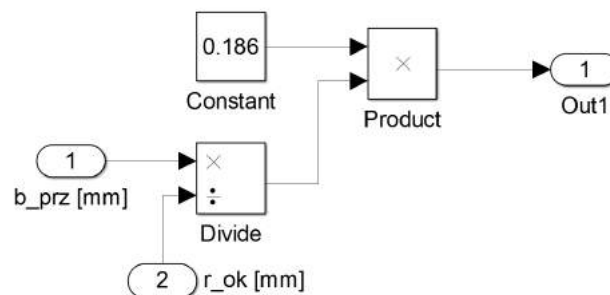 0.186
Constant
×
Product
1
Out1
1
b_prz [mm]
×
÷
Divide
2
r_ok [mm]